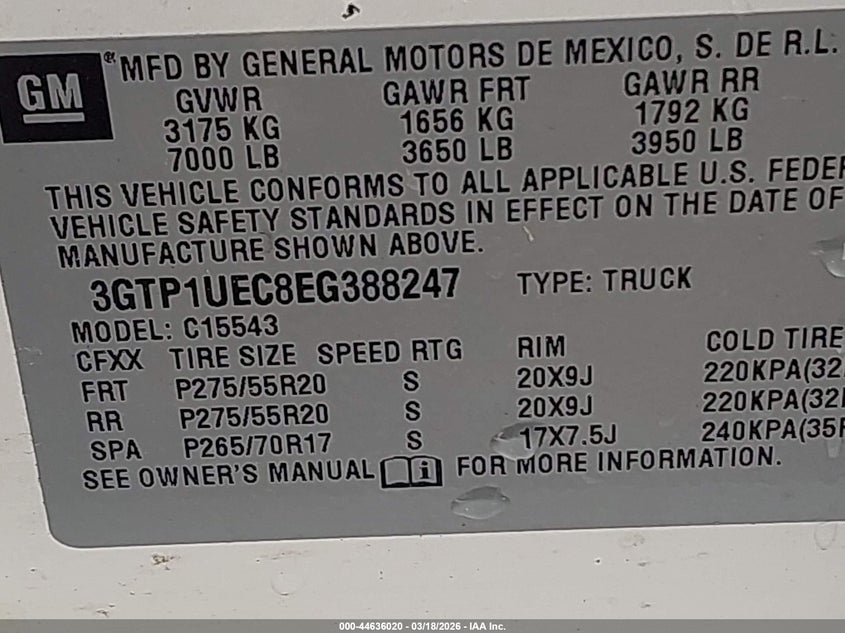 GM
MFD BY GENERAL MOTORS DE MEXICO, S. DE R.L.
GVWR GAWR FRT GAWR RR
3175 KG 1656 KG 1792 KG
7000 LB 3650 LB 3950 LB
THIS VEHICLE CONFORMS TO ALL APPLICABLE U.S. FEDER
VEHICLE SAFETY STANDARDS IN EFFECT ON THE DATE OF
MANUFACTURE SHOWN ABOVE.
3GTP1UEC8EG388247 TYPE: TRUCK
MODEL: C15543
CFXX TIRE SIZE SPEED RTG RIM COLD TIRE
FRT P275/55R20 S 20X9J 220KPA(32
RR P275/55R20 S 20X9J 220KPA(32
SPA P265/70R17 S 17X7.5J 240KPA(35
SEE OWNER'S MANUAL i FOR MORE INFORMATION.
000-44636020 - 03/18/2026 - IAA Inc.